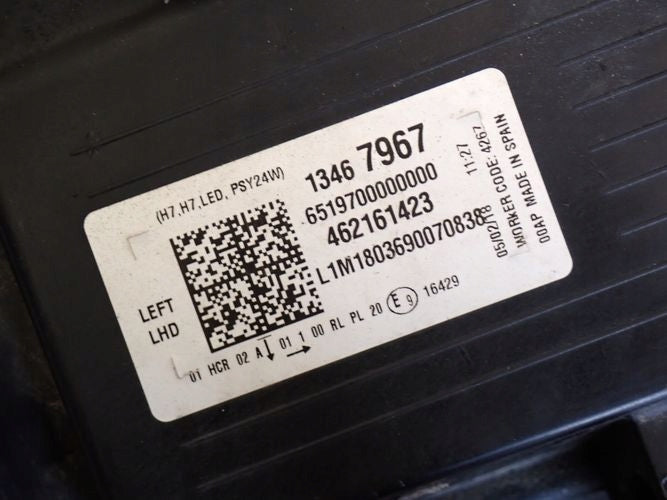 (H7,H7,LED, PSY24W)
1346 7967
6519700000000
462161423
L1M1803690070838
LEFT
LHD
01 HCR 02 A 01 1 00 RL PL 20 E9 16429
05/02/18 11:27
WORKER CODE: 4267
00AP MADE IN SPAIN